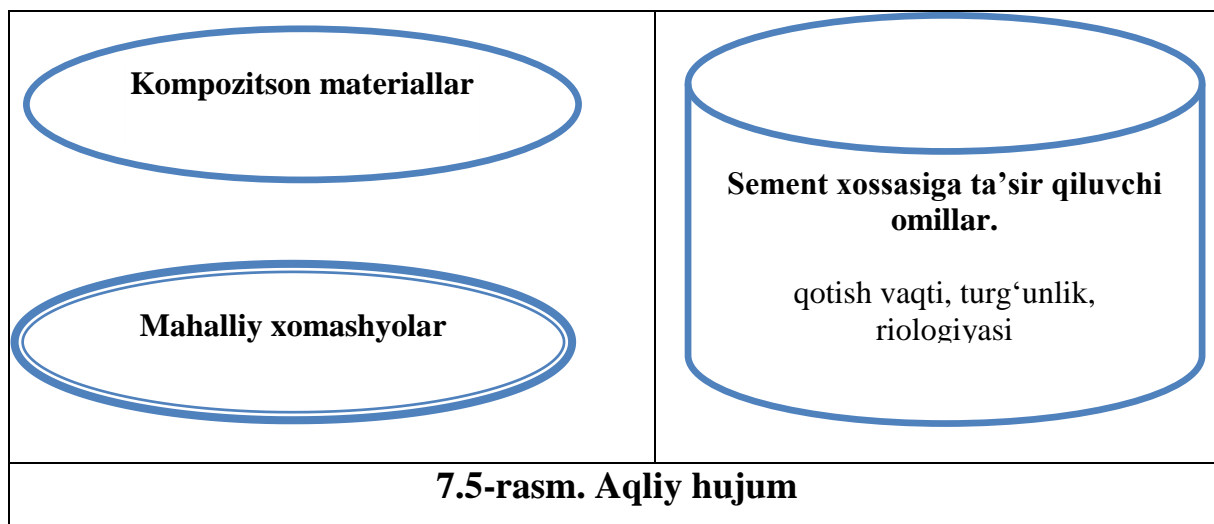 Kompozitson materiallar
Mahalliy xomashyolar
Sement xossasiga ta’sir qiluvchi
omillar.
qotish vaqti, turg‘unlik,
riologiyasi
7.5-rasm. Aqliy hujum